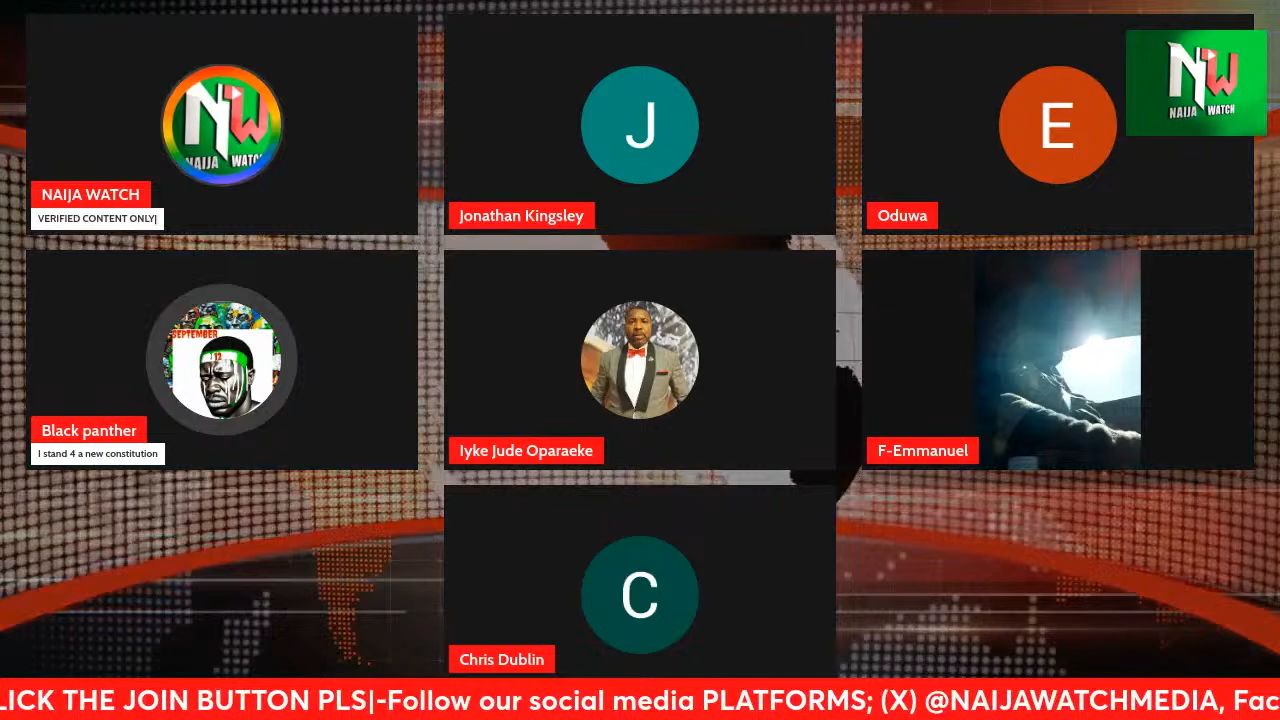 NW
NAIJA WATCH
NAIJA WATCH
VERIFIED CONTENT ONLY|
J
Jonathan Kingsley
E
Oduwa
NW
NAIJA WATCH
SEPTEMBER
12
Black panther
I stand 4 a new constitution
Iyke Jude Oparaeke
F-Emmanuel
C
Chris Dublin
LICK THE JOIN BUTTON PLS|-Follow our social media PLATFORMS; (X) @NAIJAWATCHMEDIA, Fac